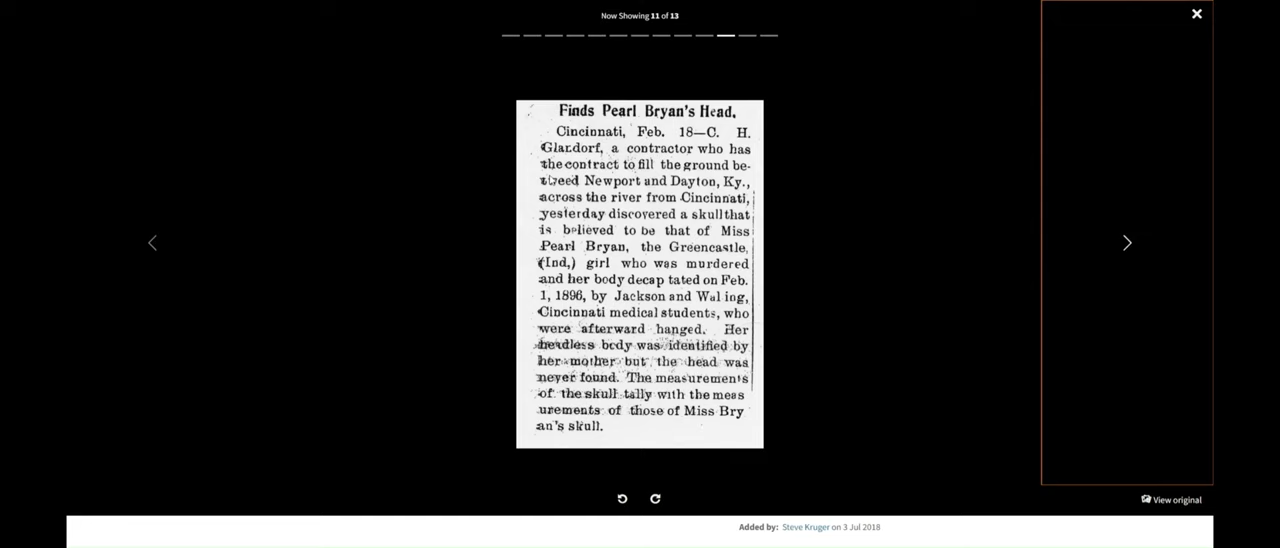 Now Showing 11 of 13
Finds Pearl Bryan's Head.
Cincinnati, Feb. 18—C. H.
Glandorf, a contractor who has
the contract to fill the ground be-
tweed Newport and Dayton, Ky.,
across the river from Cincinnati,
yesterday discovered a skull that
is believed to be that of Miss
Pearl Bryan, the Greencastle,
(Ind,) girl who was murdered
and her body decap tated on Feb.
1, 1896, by Jackson and Wal ing,
Cincinnati medical students, who
were afterward hanged. Her
headless body was identified by
her mother but the head was
never found. The measurements
of the skull tally with the meas
urements of those of Miss Bry
an's skull.
View original
Added by: Steve Kruger on 3 Jul 2018